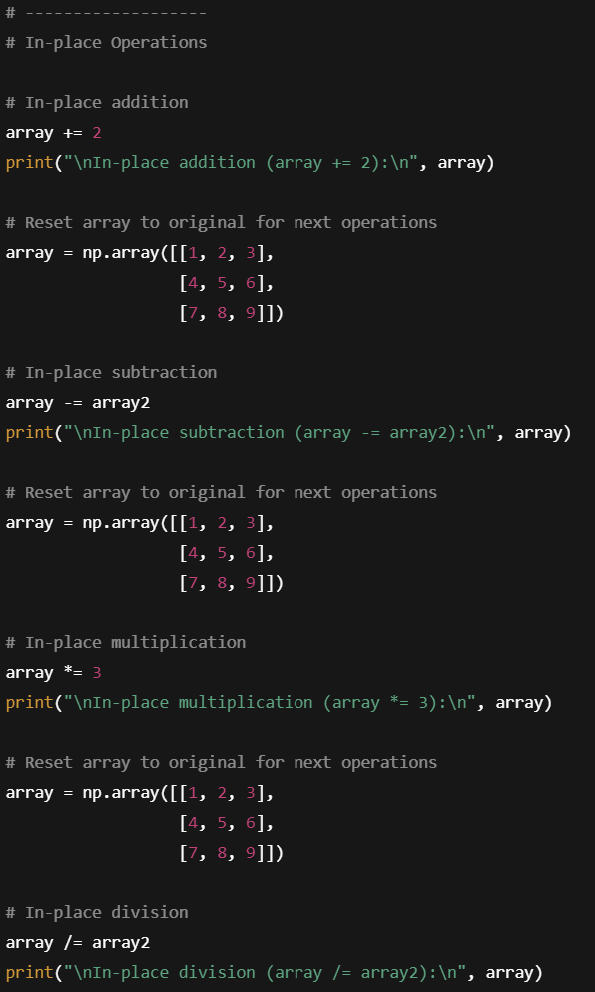 # -------------------
# In-place Operations
# In-place addition
array += 2
print("\nIn-place addition (array += 2):\n", array)
# Reset array to original for next operations
array = np.array([[1, 2, 3],
[4, 5, 6],
[7, 8, 9]])
# In-place subtraction
array -= array2
print("\nIn-place subtraction (array -= array2):\n", array)
# Reset array to original for next operations
array = np.array([[1, 2, 3],
[4, 5, 6],
[7, 8, 9]])
# In-place multiplication
array *= 3
print("\nIn-place multiplication (array *= 3):\n", array)
# Reset array to original for next operations
array = np.array([[1, 2, 3],
[4, 5, 6],
[7, 8, 9]])
# In-place division
array /= array2
print("\nIn-place division (array /= array2):\n", array)